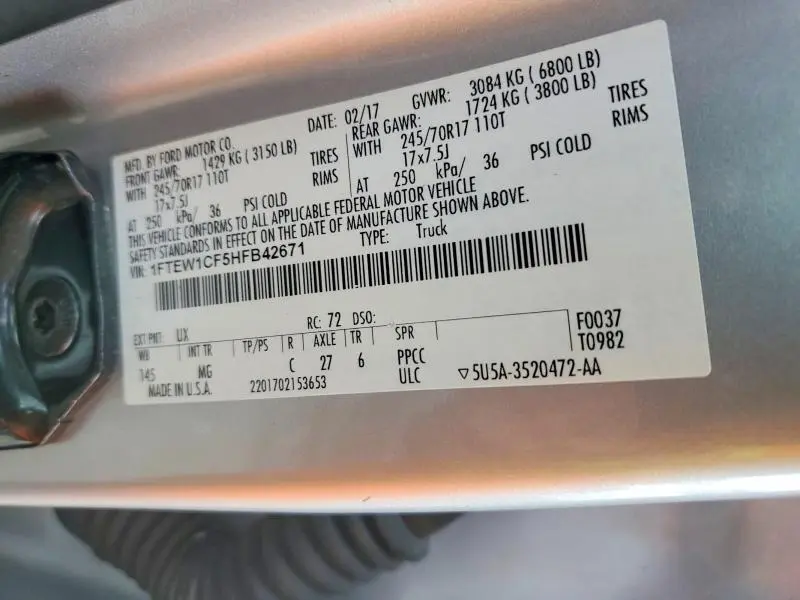 MFD. BY FORD MOTOR CO.
DATE: 02/17 GVWR: 3084 KG ( 6800 LB)
FRONT GAWR: 1429 KG ( 3150 LB) REAR GAWR: 1724 KG ( 3800 LB)
WITH 245/70R17 110T TIRES WITH 245/70R17 110T TIRES
17x7.5J RIMS 17x7.5J RIMS
AT 250 kPa/ 36 PSI COLD AT 250 kPa/ 36 PSI COLD
THIS VEHICLE CONFORMS TO ALL APPLICABLE FEDERAL MOTOR VEHICLE
SAFETY STANDARDS IN EFFECT ON THE DATE OF MANUFACTURE SHOWN ABOVE.
VIN: 1FTEW1CF5HFB42671 TYPE: Truck
EXT PNT: UX RC: 72 DSO: F0037
WB INT TR TP/PS R AXLE TR SPR T0982
145 MG C 27 6 PPCC
MADE IN U.S.A. 2201702153653 ULC ▽5U5A-3520472-AA